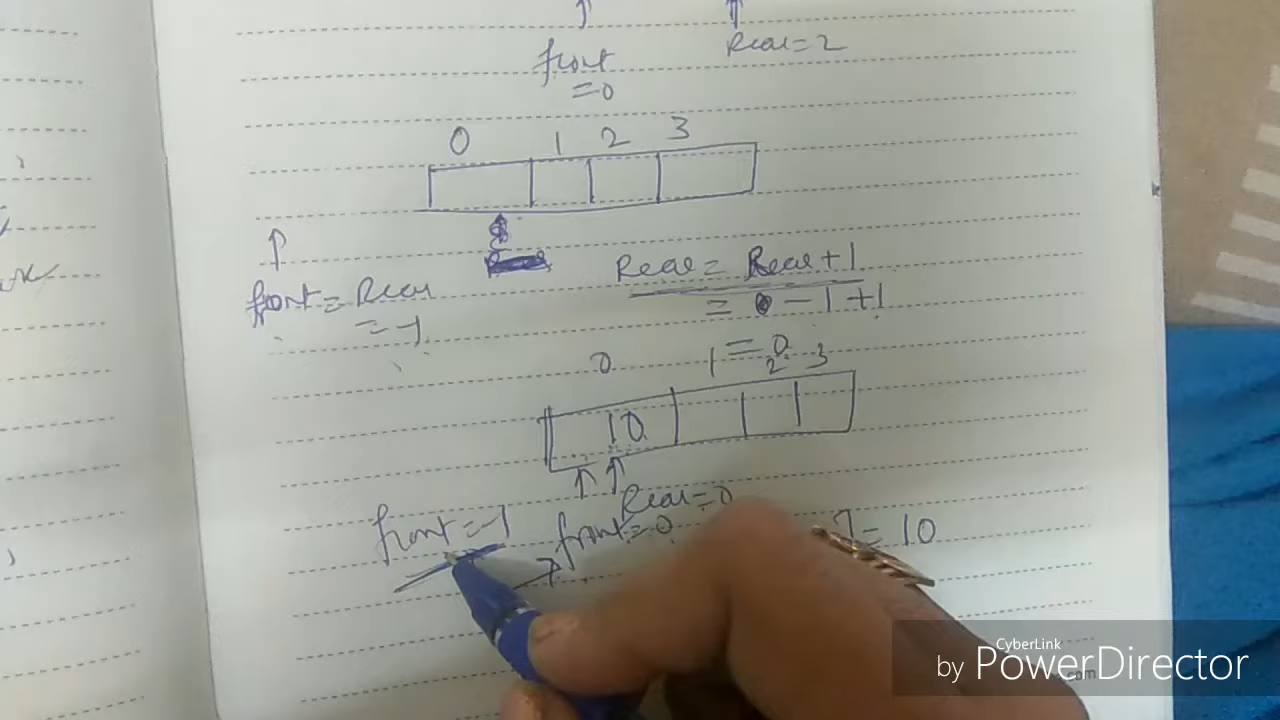 front Rear=2
=0
0 1 2 3
front=Rear
=-1
Rear=Rear+1
=-1+1
=0
0 1 2 3
10
Rear=0
front=-1
front=0
=10
CyberLink
by PowerDirector